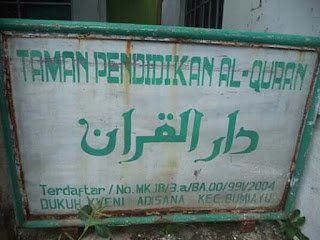 TAMAN PENDIDIKAN AL-QURAN
دار القران
Terdaftar / No. MK.18/3.a/BA.00/991/2004
DUKUH KWENI ADISANA KEC. BUMIAYU